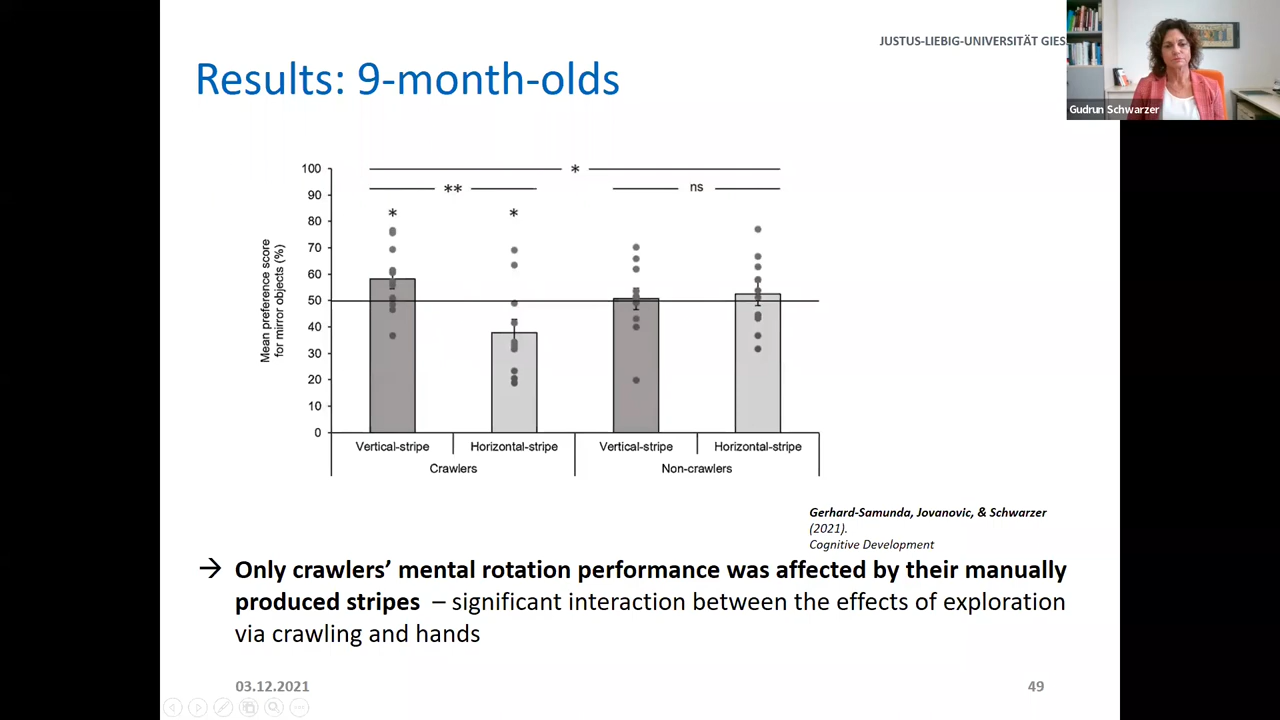 JUSTUS-LIEBIG-UNIVERSITÄT GIES
Gudrun Schwarzer
Results: 9-month-olds
Mean preference score
for mirror objects (%)
100
90
80
70
60
50
40
30
20
10
0
*
**
ns
*
*
Vertical-stripe
Horizontal-stripe
Vertical-stripe
Horizontal-stripe
Crawlers
Non-crawlers
Gerhard-Samunda, Jovanovic, & Schwarzer
(2021).
Cognitive Development
→ Only crawlers’ mental rotation performance was affected by their manually
produced stripes – significant interaction between the effects of exploration
via crawling and hands
03.12.2021
49